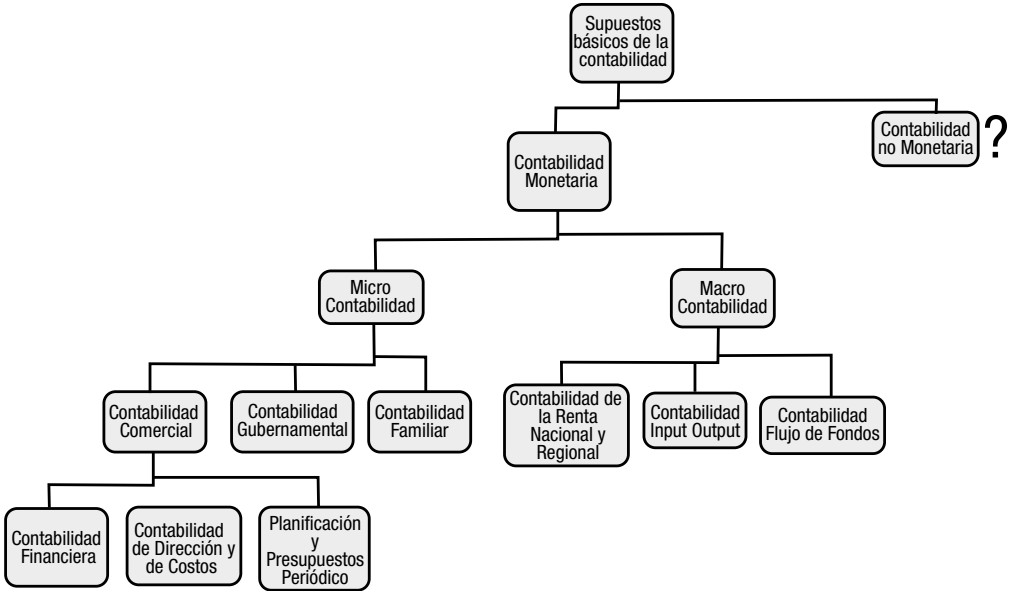 Supuestos
básicos de la
contabilidad
Contabilidad
no Monetaria
?
Contabilidad
Monetaria
Micro
Contabilidad
Macro
Contabilidad
Contabilidad
Comercial
Contabilidad
Gubernamental
Contabilidad
Familiar
Contabilidad de
la Renta
Nacional y
Regional
Contabilidad
Input Output
Contabilidad
Flujo de Fondos
Contabilidad
Financiera
Contabilidad
de Dirección y
de Costos
Planificación
y
Presupuestos
Periódico